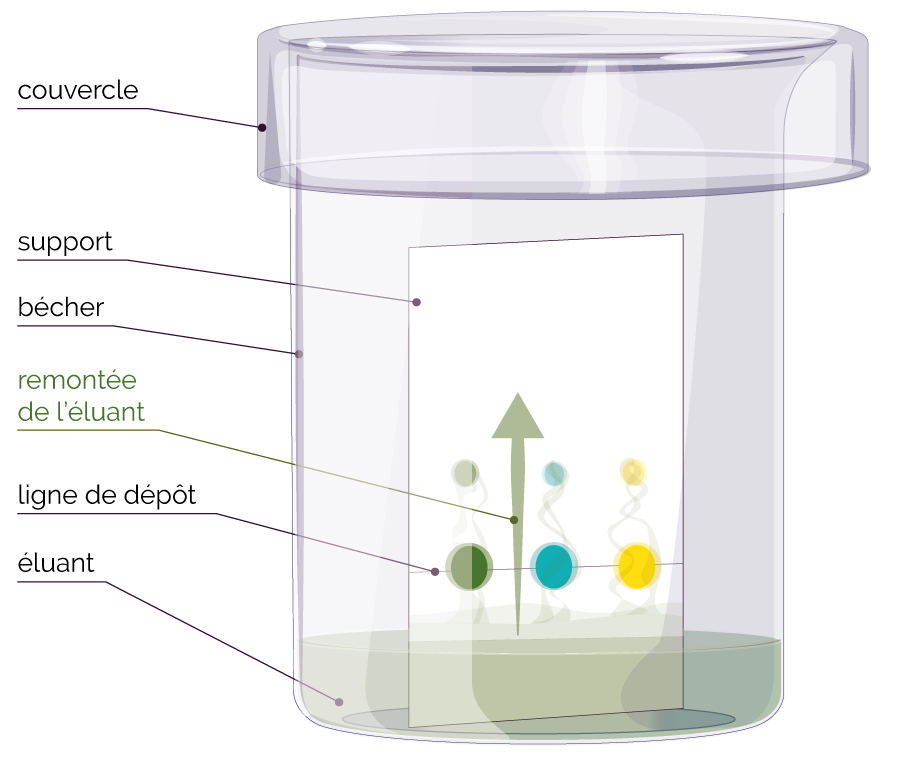 couvercle
support
bécher
remontée
de l'éluant
ligne de dépôt
éluant